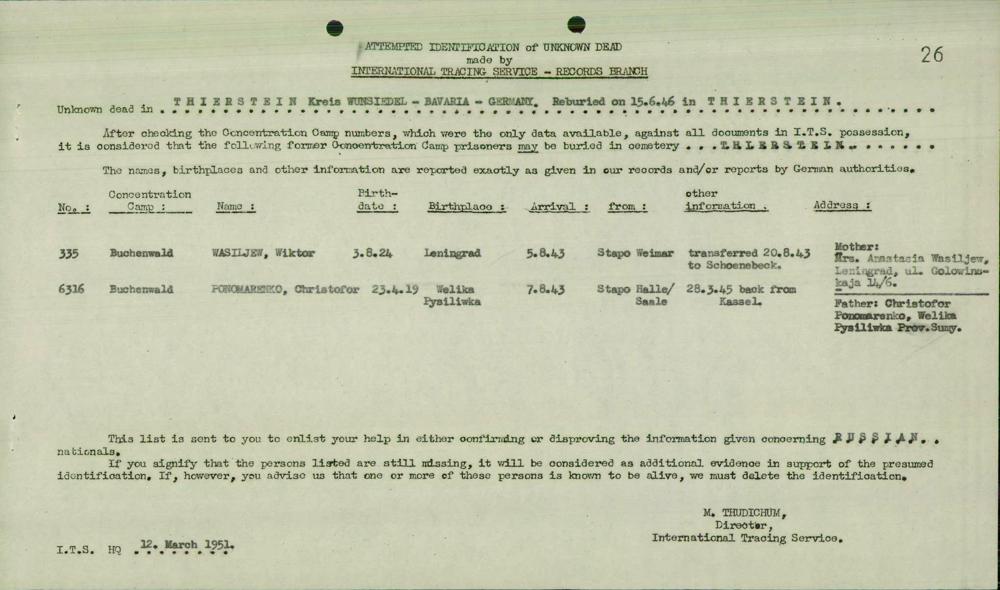 ATTEMPTED IDENTIFICATION of UNKNOWN DEAD
made by
INTERNATIONAL TRACING SERVICE - RECORDS BRANCH
26
Unknown dead in . THIERSTEIN Kreis WUNSIEDEL - BAVARIA - GERMANY. Reburied on 15.6.46 in THIERSTEIN.
After checking the Concentration Camp numbers, which were the only data available, against all documents in I.T.S. possession,
it is considered that the following former Concentration Camp prisoners may be buried in cemetery . . . THIERSTEIN. . . . . . .
The names, birthplaces and other information are reported exactly as given in our records and/or reports by German authorities.
No. : Concentration Camp : Name : Birth-date : Birthplace : Arrival : from : other information . Address :
335 Buchenwald WASILJEW, Wiktor 3.8.24 Leningrad 5.8.43 Stapo Weimar transferred 20.8.43 to Schoenebeck. Mother: Mrs. Anastacia Wasiljew, Leningrad, ul. Golowins-kaja 14/6.
6316 Buchenwald PONOMARENKO, Christofor 23.4.19 Welika Pysiliwka 7.8.43 Stapo Halle/Saale 28.3.45 back from Kassel. Father: Christofor Ponomarenko, Welika Pysiliwka Prov.Sumy.
This list is sent to you to enlist your help in either confirming or disproving the information given concerning RUSSIAN. .
nationals.
If you signify that the persons listed are still missing, it will be considered as additional evidence in support of the presumed
identification. If, however, you advise us that one or more of these persons is known to be alive, we must delete the identification.
M. THUDICHUM,
Director,
International Tracing Service.
I.T.S. HQ 12. March 1951.